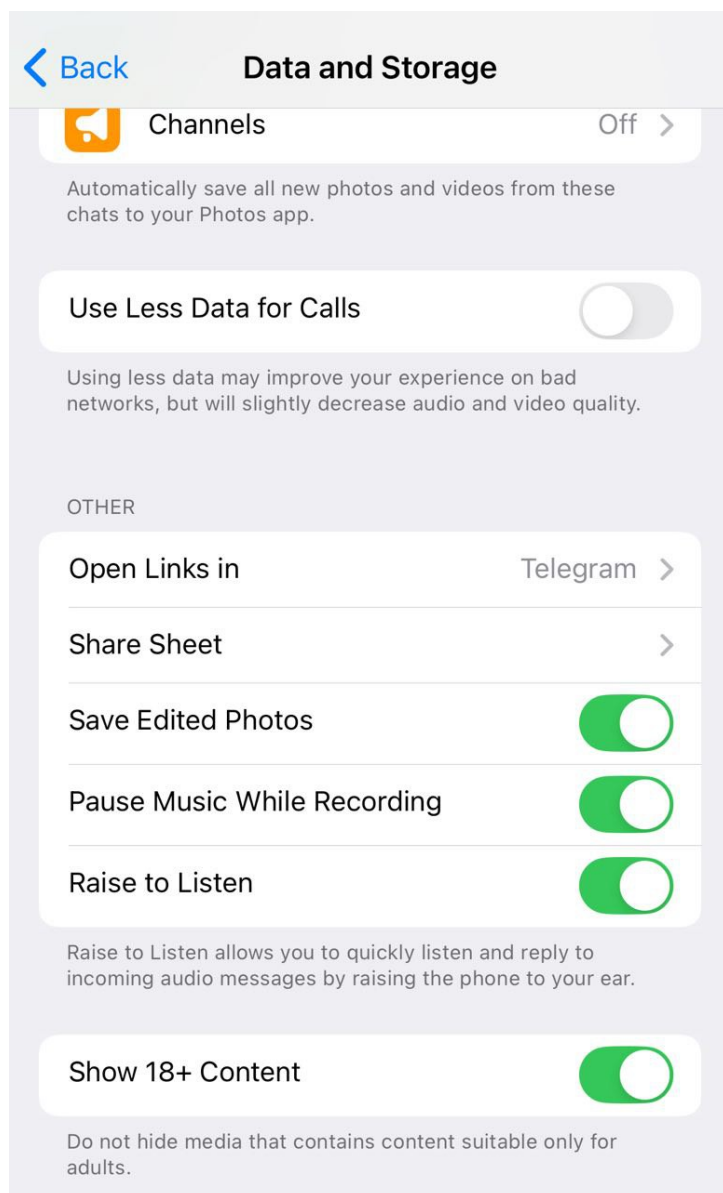 Back
Data and Storage
Channels
Off
Automatically save all new photos and videos from these
chats to your Photos app.
Use Less Data for Calls
Using less data may improve your experience on bad
networks, but will slightly decrease audio and video quality.
OTHER
Open Links in
Telegram
Share Sheet
Save Edited Photos
Pause Music While Recording
Raise to Listen
Raise to Listen allows you to quickly listen and reply to
incoming audio messages by raising the phone to your ear.
Show 18+ Content
Do not hide media that contains content suitable only for
adults.